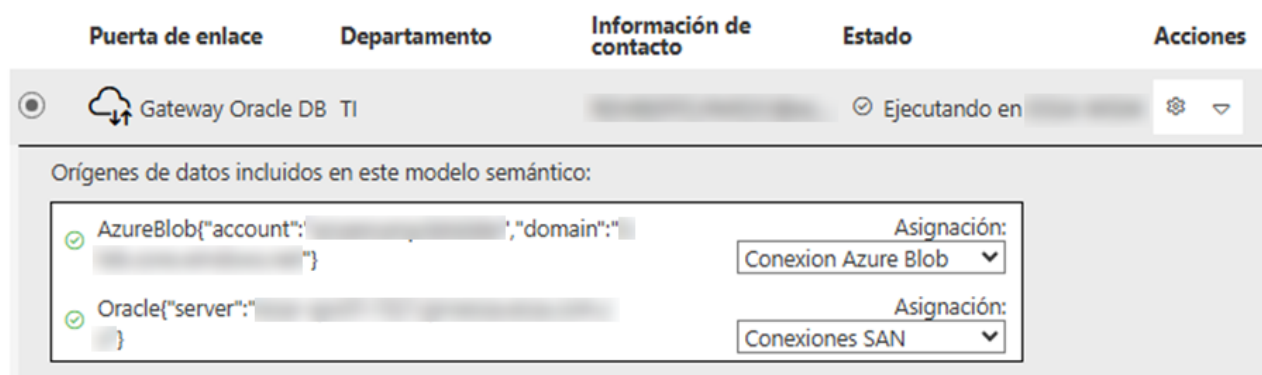 Puerta de enlace Departamento Información de contacto Estado Acciones
Gateway Oracle DB TI Ejecutando en
Orígenes de datos incluidos en este modelo semántico:
AzureBlob{"account":" ","domain":"
"}
Asignación:
Conexion Azure Blob
Oracle{"server":"
"}
Asignación:
Conexiones SAN